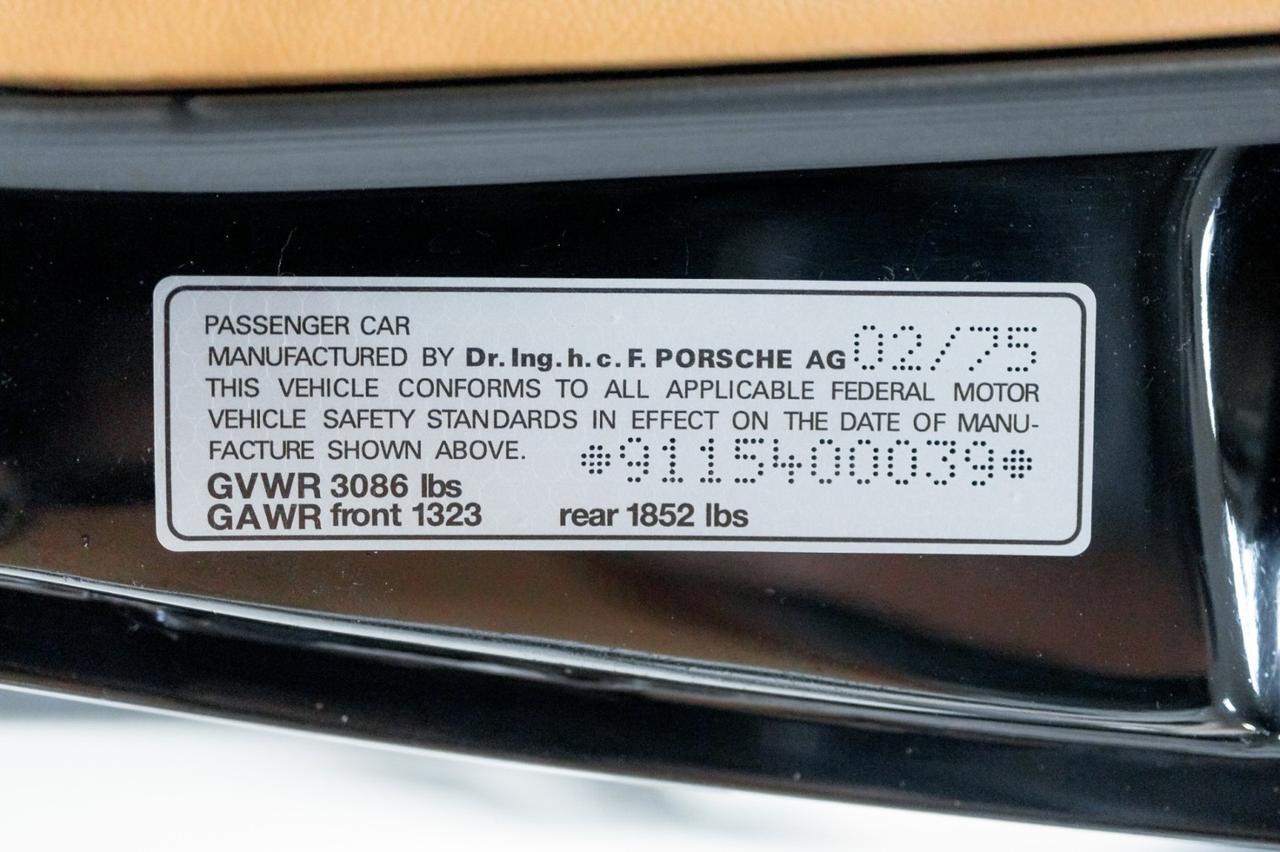 PASSENGER CAR
MANUFACTURED BY Dr. Ing. h. c. F. PORSCHE AG 02/75
THIS VEHICLE CONFORMS TO ALL APPLICABLE FEDERAL MOTOR
VEHICLE SAFETY STANDARDS IN EFFECT ON THE DATE OF MANU-
FACTURE SHOWN ABOVE. *9115400039*
GVWR 3086 lbs
GAWR front 1323 rear 1852 lbs